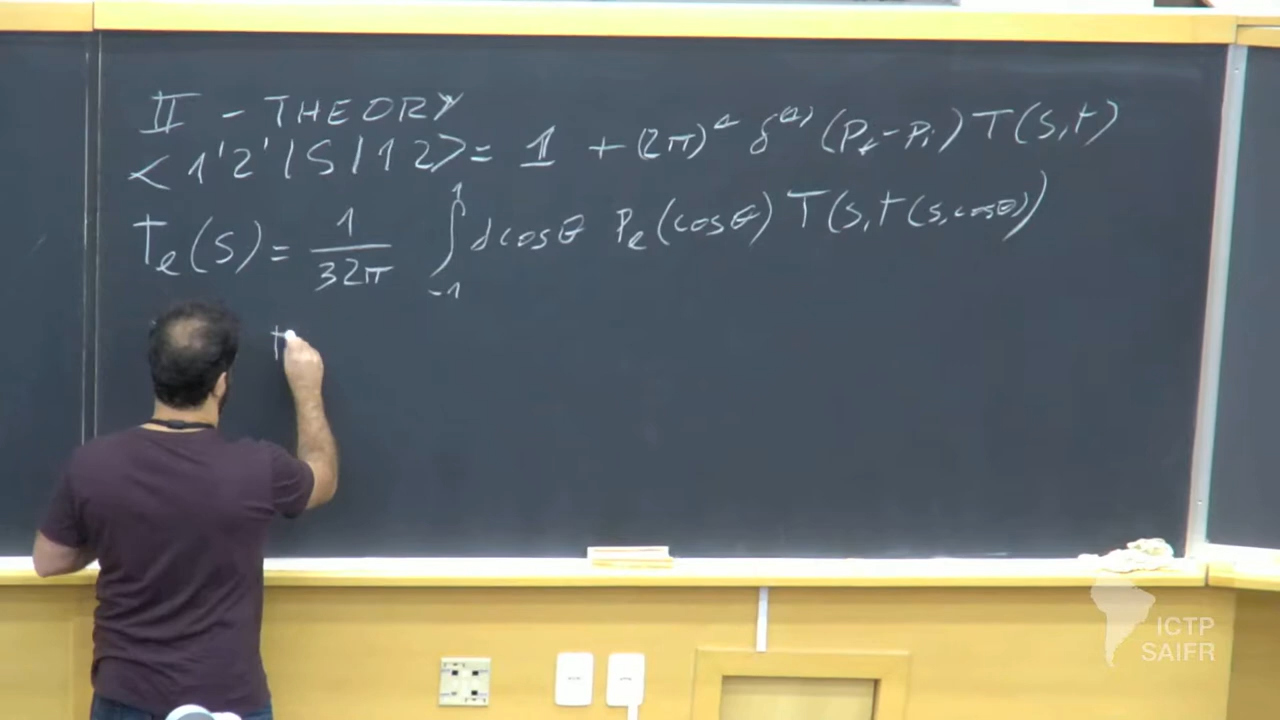 II - THEORY
<1'2'|S|12> = 1 + (2π)⁴ δ⁽⁴⁾ (P_f - P_i) T(s,t)
t_l(s) = 1/32π ∫_{-1}^{1} dcosθ P_l(cosθ) T(s,t(s,cosθ))
t
ICTP
SAIFR